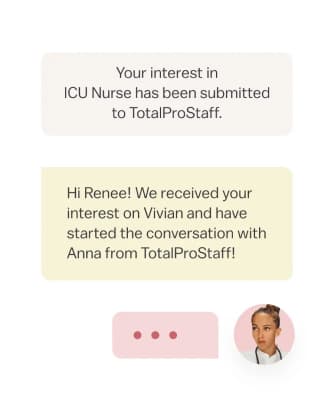 Your interest in
ICU Nurse has been submitted
to TotalProStaff.
Hi Renee! We received your
interest on Vivian and have
started the conversation with
Anna from TotalProStaff!